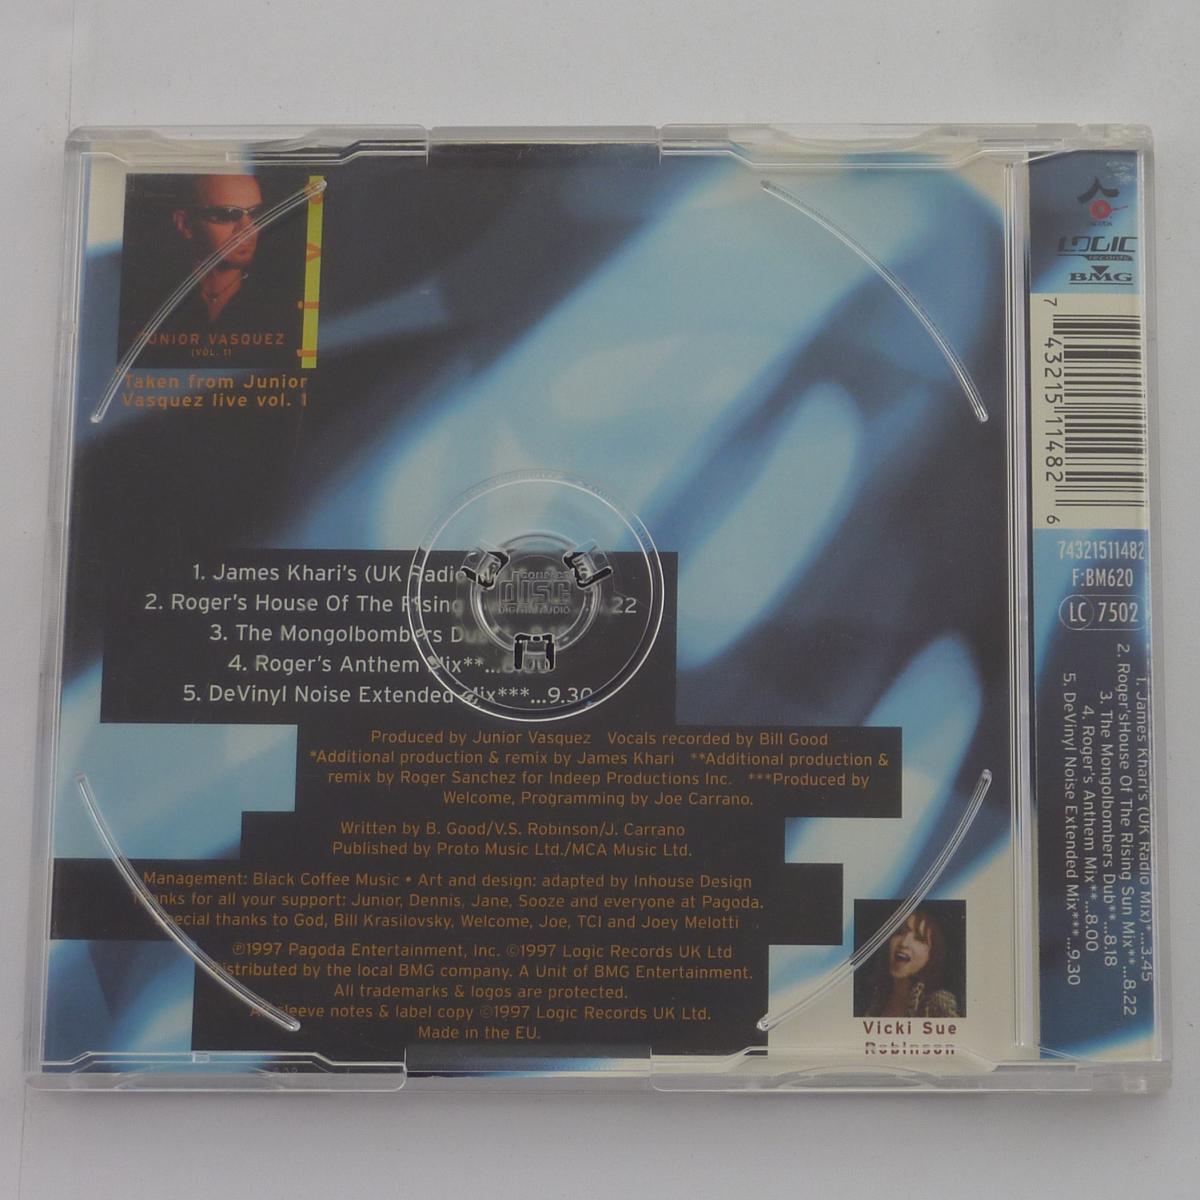 live
JUNIOR VASQUEZ
(VOL. 1)
Taken from Junior
Vasquez live vol. 1
1. James Khari's (UK Radio
2. Roger's House Of The Rising 22
3. The Mongolbombers Dub
4. Roger's Anthem Mix**...8.00
5. DeVinyl Noise Extended Mix***...9.30
COMPACT
DISC
DIGITAL AUDIO
Produced by Junior Vasquez Vocals recorded by Bill Good
*Additional production & remix by James Khari **Additional production &
remix by Roger Sanchez for Indeep Productions Inc. ***Produced by
Welcome, Programming by Joe Carrano.
Written by B. Good/V.S. Robinson/J. Carrano
Published by Proto Music Ltd./MCA Music Ltd.
Management: Black Coffee Music • Art and design: adapted by Inhouse Design
Thanks for all your support: Junior, Dennis, Jane, Sooze and everyone at Pagoda.
Special thanks to God, Bill Krasilovsky, Welcome, Joe, TCI and Joey Melotti
℗1997 Pagoda Entertainment, Inc. ©1997 Logic Records UK Ltd
Distributed by the local BMG company. A Unit of BMG Entertainment.
All trademarks & logos are protected.
All sleeve notes & label copy ©1997 Logic Records UK Ltd.
Made in the EU.
Vicki Sue
Robinson
LOGIC
records
BMG
7 43215 11482 6
74321511482
F:BM620
LC 7502
1. James Khari's (UK Radio Mix)*...3.45
2. Roger'sHouse Of The Rising Sun Mix**...8.22
3. The Mongolbombers Dub**...8.18
4. Roger's Anthem Mix**...8.00
5. DeVinyl Noise Extended Mix***...9.30